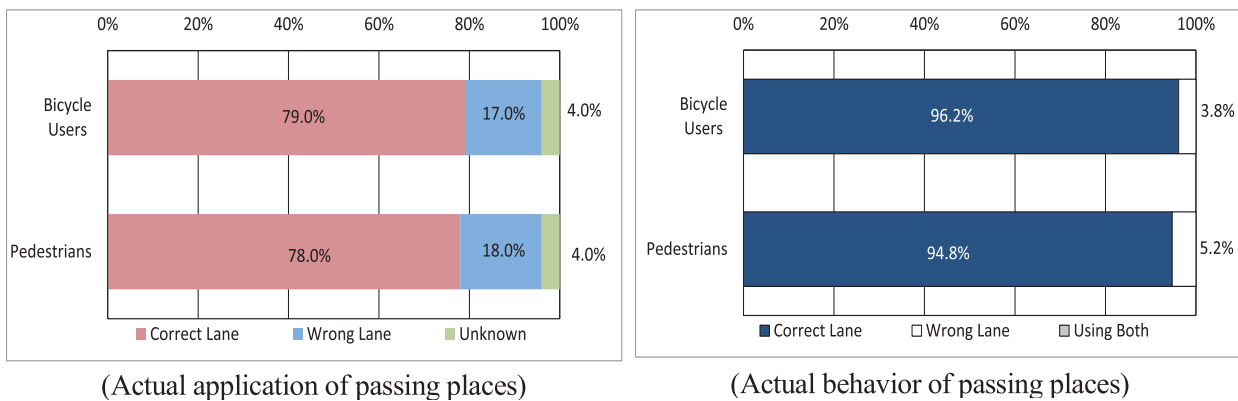 0% 20% 40% 60% 80% 100%
Bicycle
Users
79.0% 17.0% 4.0%
Pedestrians
78.0% 18.0% 4.0%
Correct Lane Wrong Lane Unknown
(Actual application of passing places)
0% 20% 40% 60% 80% 100%
Bicycle
Users
96.2% 3.8%
Pedestrians
94.8% 5.2%
Correct Lane Wrong Lane Using Both
(Actual behavior of passing places)